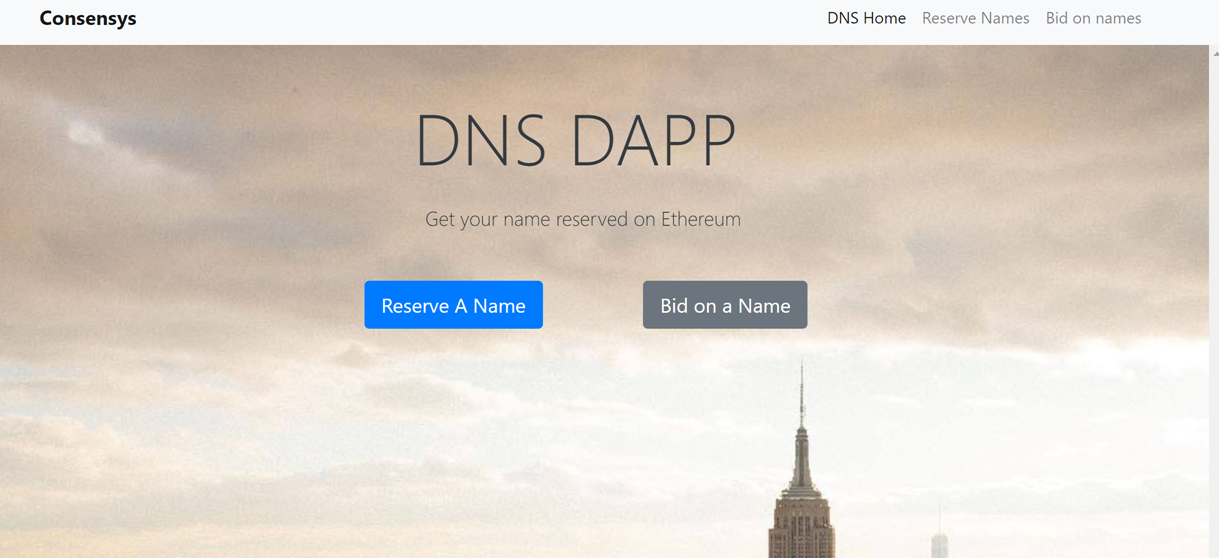 Consensys
DNS Home Reserve Names Bid on names
DNS DAPP
Get your name reserved on Ethereum
Reserve A Name
Bid on a Name